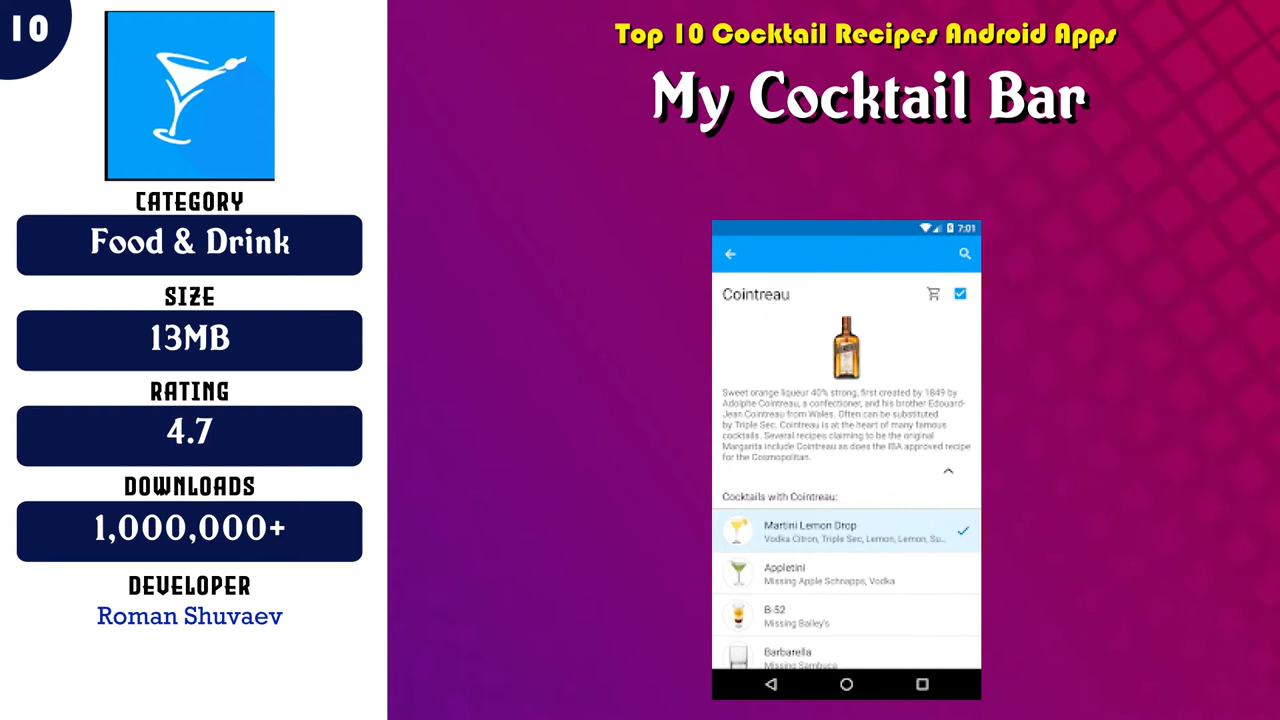 10
CATEGORY
Food & Drink
SIZE
13MB
RATING
4.7
DOWNLOADS
1,000,000+
DEVELOPER
Roman Shuvaev
Top 10 Cocktail Recipes Android Apps
My Cocktail Bar
7:01
Cointreau
Sweet orange liqueur 40% strong, first created by 1849 by
Adolphe Cointreau, a confectioner, and his brother Edouard-
Jean Cointreau from Wales. Often can be substituted
by Triple Sec. Cointreau is at the heart of many famous
cocktails. Several recipes claiming to be the original
Margarita include Cointreau as does the IBA approved recipe
for the Cosmopolitan.
Cocktails with Cointreau:
Martini Lemon Drop
Vodka Citron, Triple Sec, Lemon, Lemon, Su...
Appletini
Missing Apple Schnapps, Vodka
B-52
Missing Bailey's
Barbarella
Missing Sambuca